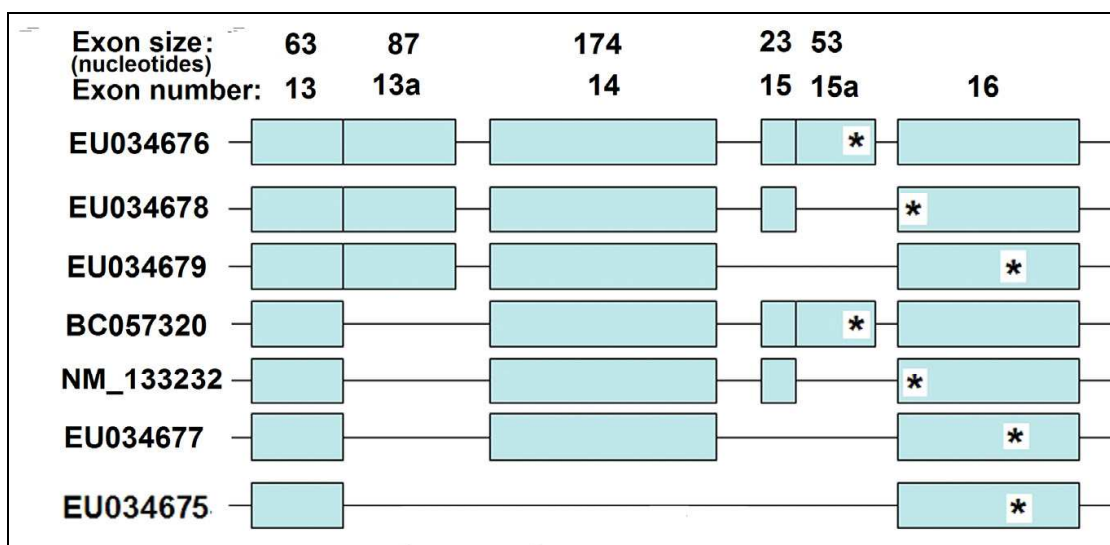 Exon size: 63 87 174 23 53
(nucleotides)
Exon number: 13 13a 14 15 15a 16
EU034676 *
EU034678 *
EU034679 *
BC057320 *
NM_133232 *
EU034677 *
EU034675 *